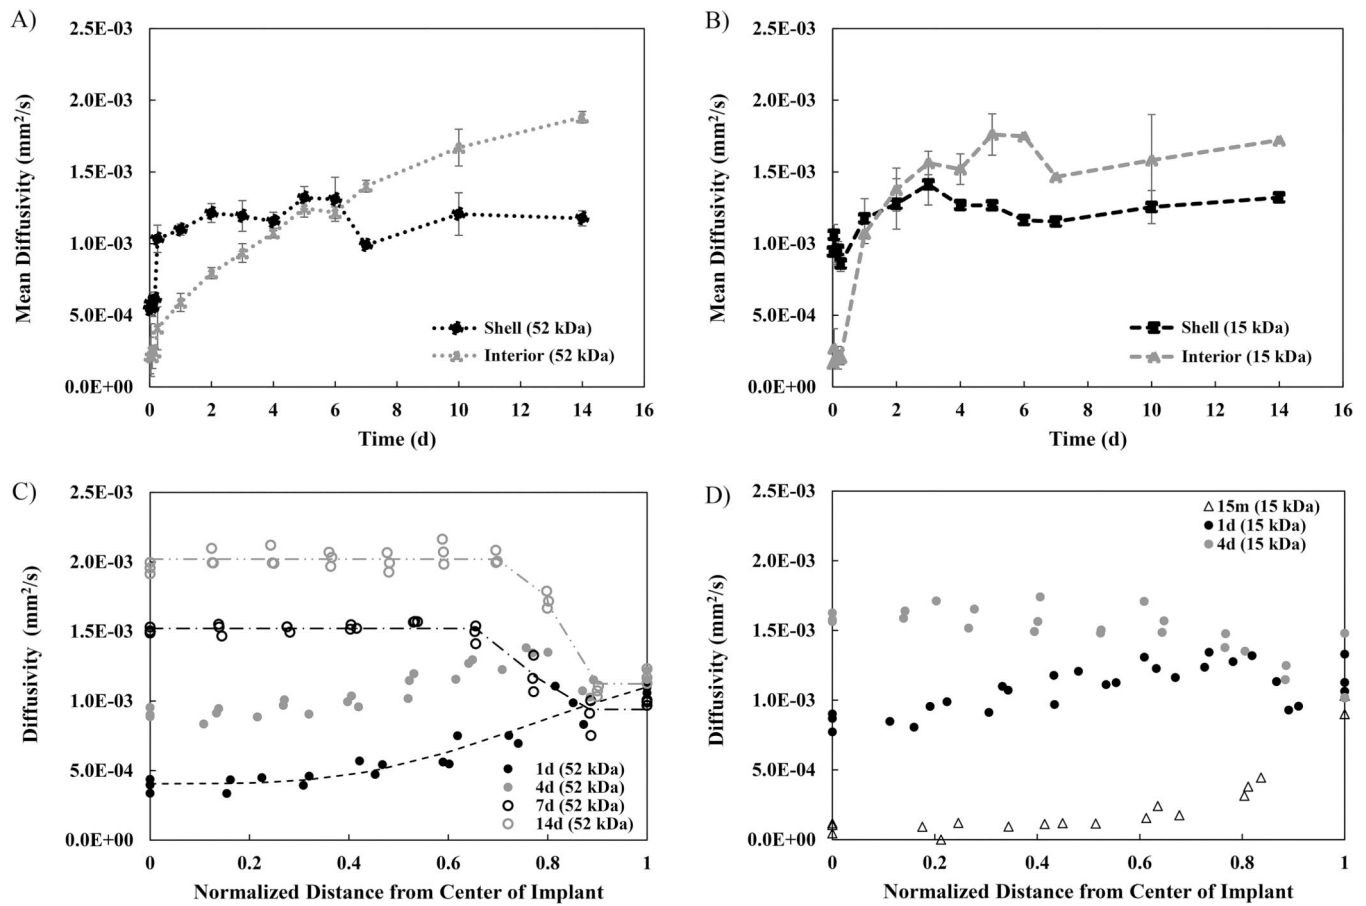 A)
2.5E-03
2.0E-03
1.5E-03
1.0E-03
5.0E-04
0.0E+00
Mean Diffusivity (mm²/s)
Shell (52 kDa)
Interior (52 kDa)
0 2 4 6 8 10 12 14 16
Time (d)
B)
2.5E-03
2.0E-03
1.5E-03
1.0E-03
5.0E-04
0.0E+00
Mean Diffusivity (mm²/s)
Shell (15 kDa)
Interior (15 kDa)
0 2 4 6 8 10 12 14 16
Time (d)
C)
2.5E-03
2.0E-03
1.5E-03
1.0E-03
5.0E-04
0.0E+00
Diffusivity (mm²/s)
1d (52 kDa)
4d (52 kDa)
7d (52 kDa)
14d (52 kDa)
0 0.2 0.4 0.6 0.8 1
Normalized Distance from Center of Implant
D)
2.5E-03
2.0E-03
1.5E-03
1.0E-03
5.0E-04
0.0E+00
Diffusivity (mm²/s)
15m (15 kDa)
1d (15 kDa)
4d (15 kDa)
0 0.2 0.4 0.6 0.8 1
Normalized Distance from Center of Implant